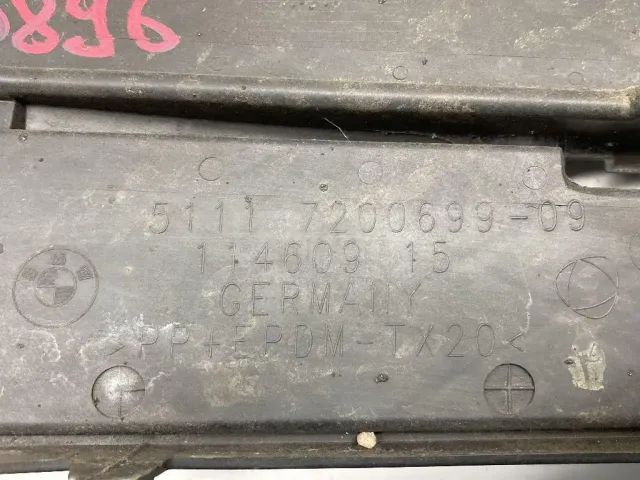 896
5111 7200699-09
114609 15
GERMANY
>PP+EPDM-TX20<